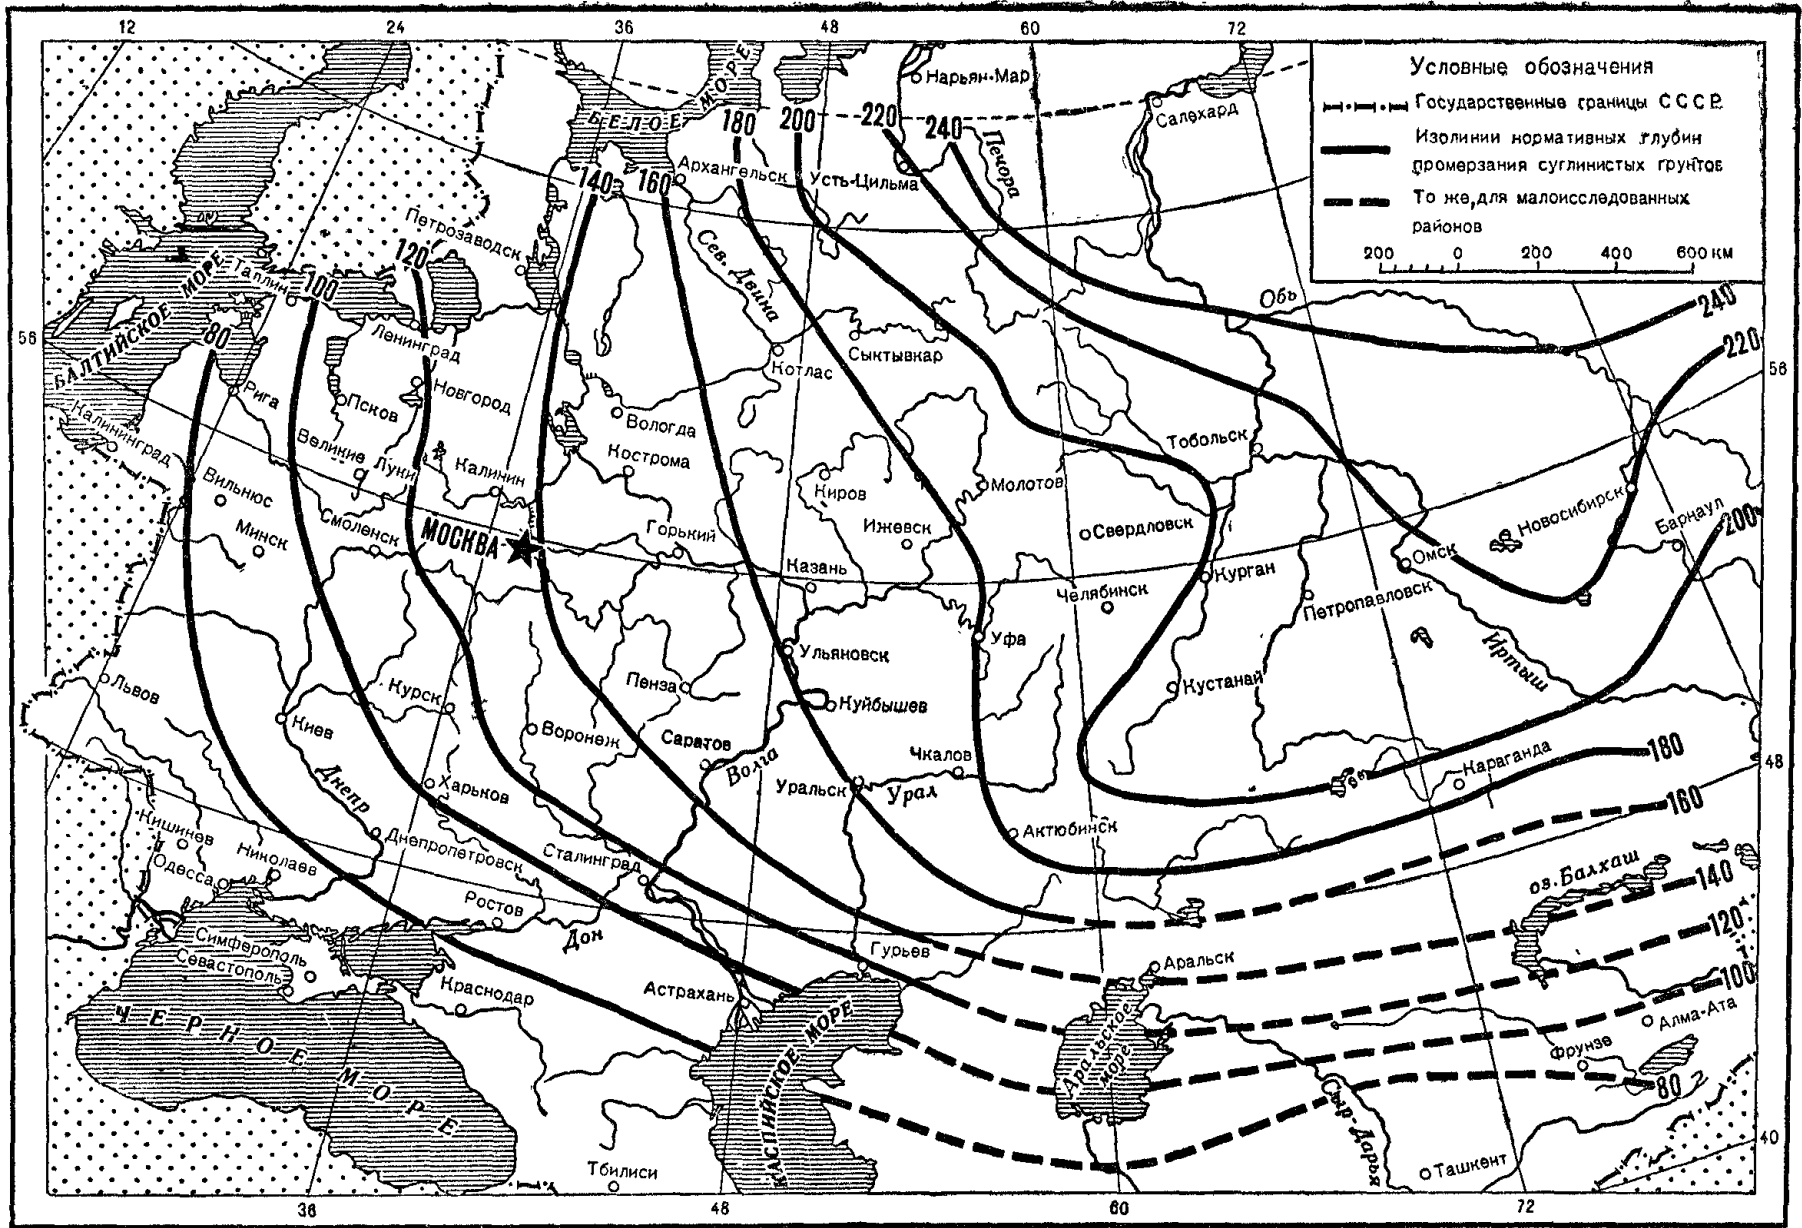 12
24
36
48
60
72
Условные обозначения
Государственные границы СССР
Изолинии нормативных глубин
промерзания суглинистых грунтов
То же, для малоисследованных
районов
200 0 200 400 600 км
БЕЛОЕ МОРЕ
Нарьян-Мар
Салехард
180
200
220
240
Печора
Архангельск
Усть-Цильма
140
160
Петрозаводск
120
Сев. Двина
БАЛТИЙСКОЕ МОРЕ
Таллин
100
Обь
240
80
56
Ленинград
Сыктывкар
220
56
Котлас
Рига
Псков
Новгород
Вологда
Калининград
Великие Луки
Калинин
Кострома
Тобольск
Вильнюс
Киров
Молотов
Новосибирск
Барнаул
200
Минск
Смоленск
МОСКВА
Горький
Ижевск
Свердловск
Омск
Казань
Курган
Челябинск
Петропавловск
Уфа
Иртыш
Ульяновск
Львов
Курск
Пенза
Кустанай
Куйбышев
Киев
Воронеж
Саратов
Волга
Чкалов
Караганда
180
48
Днепр
Харьков
Уральск
Урал
160
Кишинев
Одесса
Николаев
Днепропетровск
Сталинград
Актюбинск
оз. Балхаш
140
Ростов
Дон
120
Симферополь
Севастополь
Гурьев
Аральск
100
Краснодар
Астрахань
Алма-Ата
ЧЕРНОЕ МОРЕ
КАСПИЙСКОЕ МОРЕ
Аральское
море
Фрунзе
80
Сыр-Дарья
40
Тбилиси
Ташкент
36
48
60
72